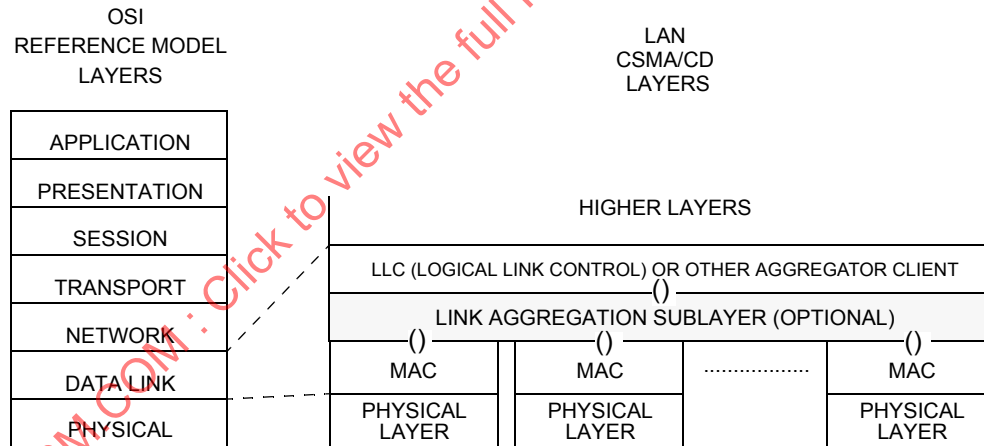 OSI
REFERENCE MODEL
LAYERS
APPLICATION
PRESENTATION
SESSION
TRANSPORT
NETWORK
DATA LINK
PHYSICAL
LAN
CSMA/CD
LAYERS
HIGHER LAYERS
LLC (LOGICAL LINK CONTROL) OR OTHER AGGREGATOR CLIENT
()
LINK AGGREGATION SUBLAYER (OPTIONAL)
() () ()
MAC MAC .................. MAC
PHYSICAL LAYER
PHYSICAL LAYER
PHYSICAL LAYER
OM.COM : Click to view the full